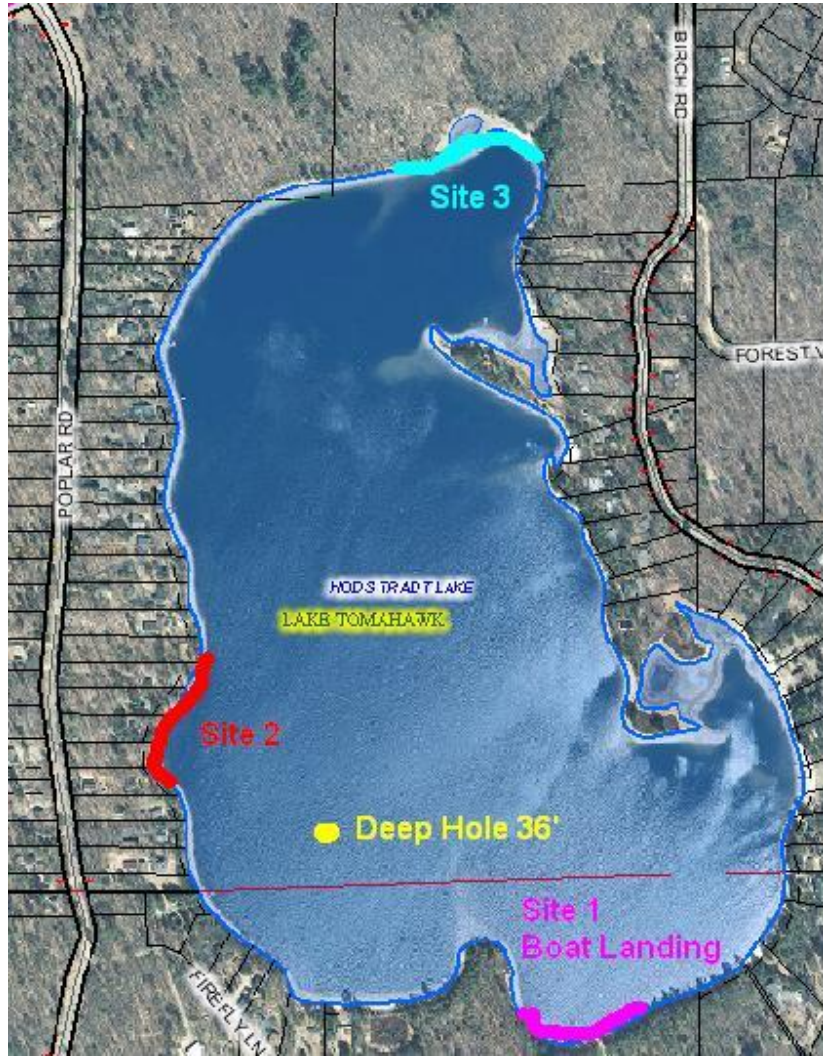 BIRCH RD
Site 3
FOREST V
POPLAR RD
HODSTRADT LAKE
LAKE TOMAHAWK
Site 2
Deep Hole 36'
Site 1
Boat Landing
FIREFLY LN